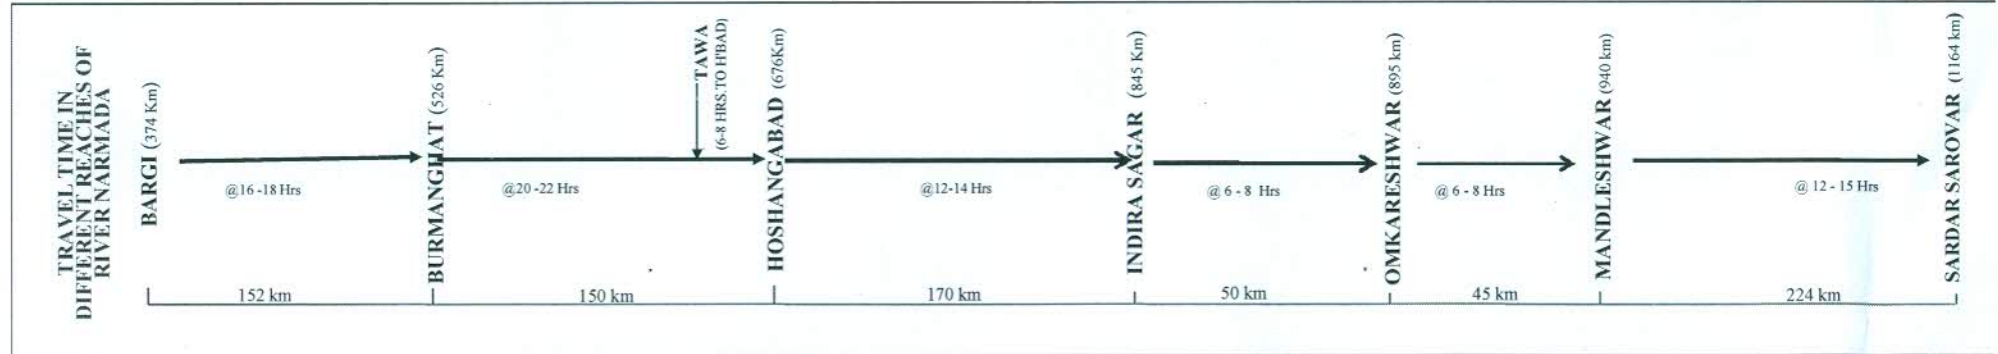 TRAVEL TIME IN
DIFFERENT REACHES OF
RIVER NARMADA
BARGI (374 Km)
@16 -18 Hrs
BURMANGHAT (526 Km)
@20 -22 Hrs
TAWA
(6-8 HRS.TO H'BAD)
HOSHANGABAD (676Km)
@12-14 Hrs
INDIRA SAGAR (845 Km)
@ 6 - 8 Hrs
OMKARESHWAR (895 km)
@ 6 - 8 Hrs
MANDLESHWAR (940 km)
@ 12 - 15 Hrs
SARDAR SAROVAR (1164 km)
152 km
150 km
170 km
50 km
45 km
224 km